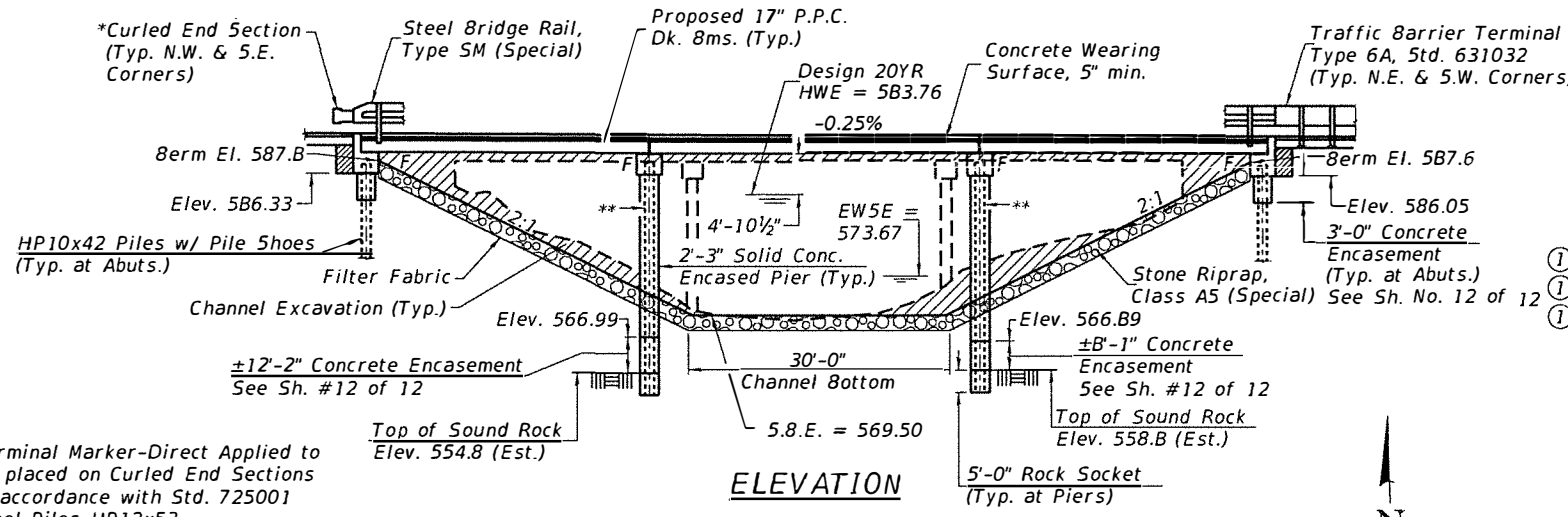 *Curled End 5ection
(Typ. N.W. & 5.E.
Corners)
Steel 8ridge Rail,
Type SM (Special)
Proposed 17" P.P.C.
Dk. 8ms. (Typ.)
Design 20YR
HWE = 5B3.76
Concrete Wearing
Surface, 5" min.
Traffic 8arrier Terminal
Type 6A, 5td. 631032
(Typ. N.E. & 5.W. Corners)
-0.25%
8erm El. 587.B
F
F
F
F
8erm El. 5B7.6
Elev. 5B6.33
**
4'-10½"
EW5E =
573.67
**
2:1
2:1
Elev. 586.05
HP10x42 Piles w/ Pile 5hoes
(Typ. at Abuts.)
2'-3" Solid Conc.
Encased Pier (Typ.)
3'-0" Concrete
Encasement
(Typ. at Abuts.)
See Sh. No. 12 of 12
1
1
1
Filter Fabric
Stone Riprap,
Class A5 (Special)
Channel Excavation (Typ.)
Elev. 566.99
Elev. 566.B9
±12'-2" Concrete Encasement
See Sh. #12 of 12
30'-0"
Channel 8ottom
±B'-1" Concrete
Encasement
5ee Sh. #12 of 12
Top of Sound Rock
Elev. 554.8 (Est.)
5.8.E. = 569.50
Top of Sound Rock
Elev. 558.B (Est.)
rminal Marker-Direct Applied to
placed on Curled End Sections
accordance with Std. 725001
el Piles HP12x53
ELEVATION
5'-0" Rock Socket
(Typ. at Piers)
N